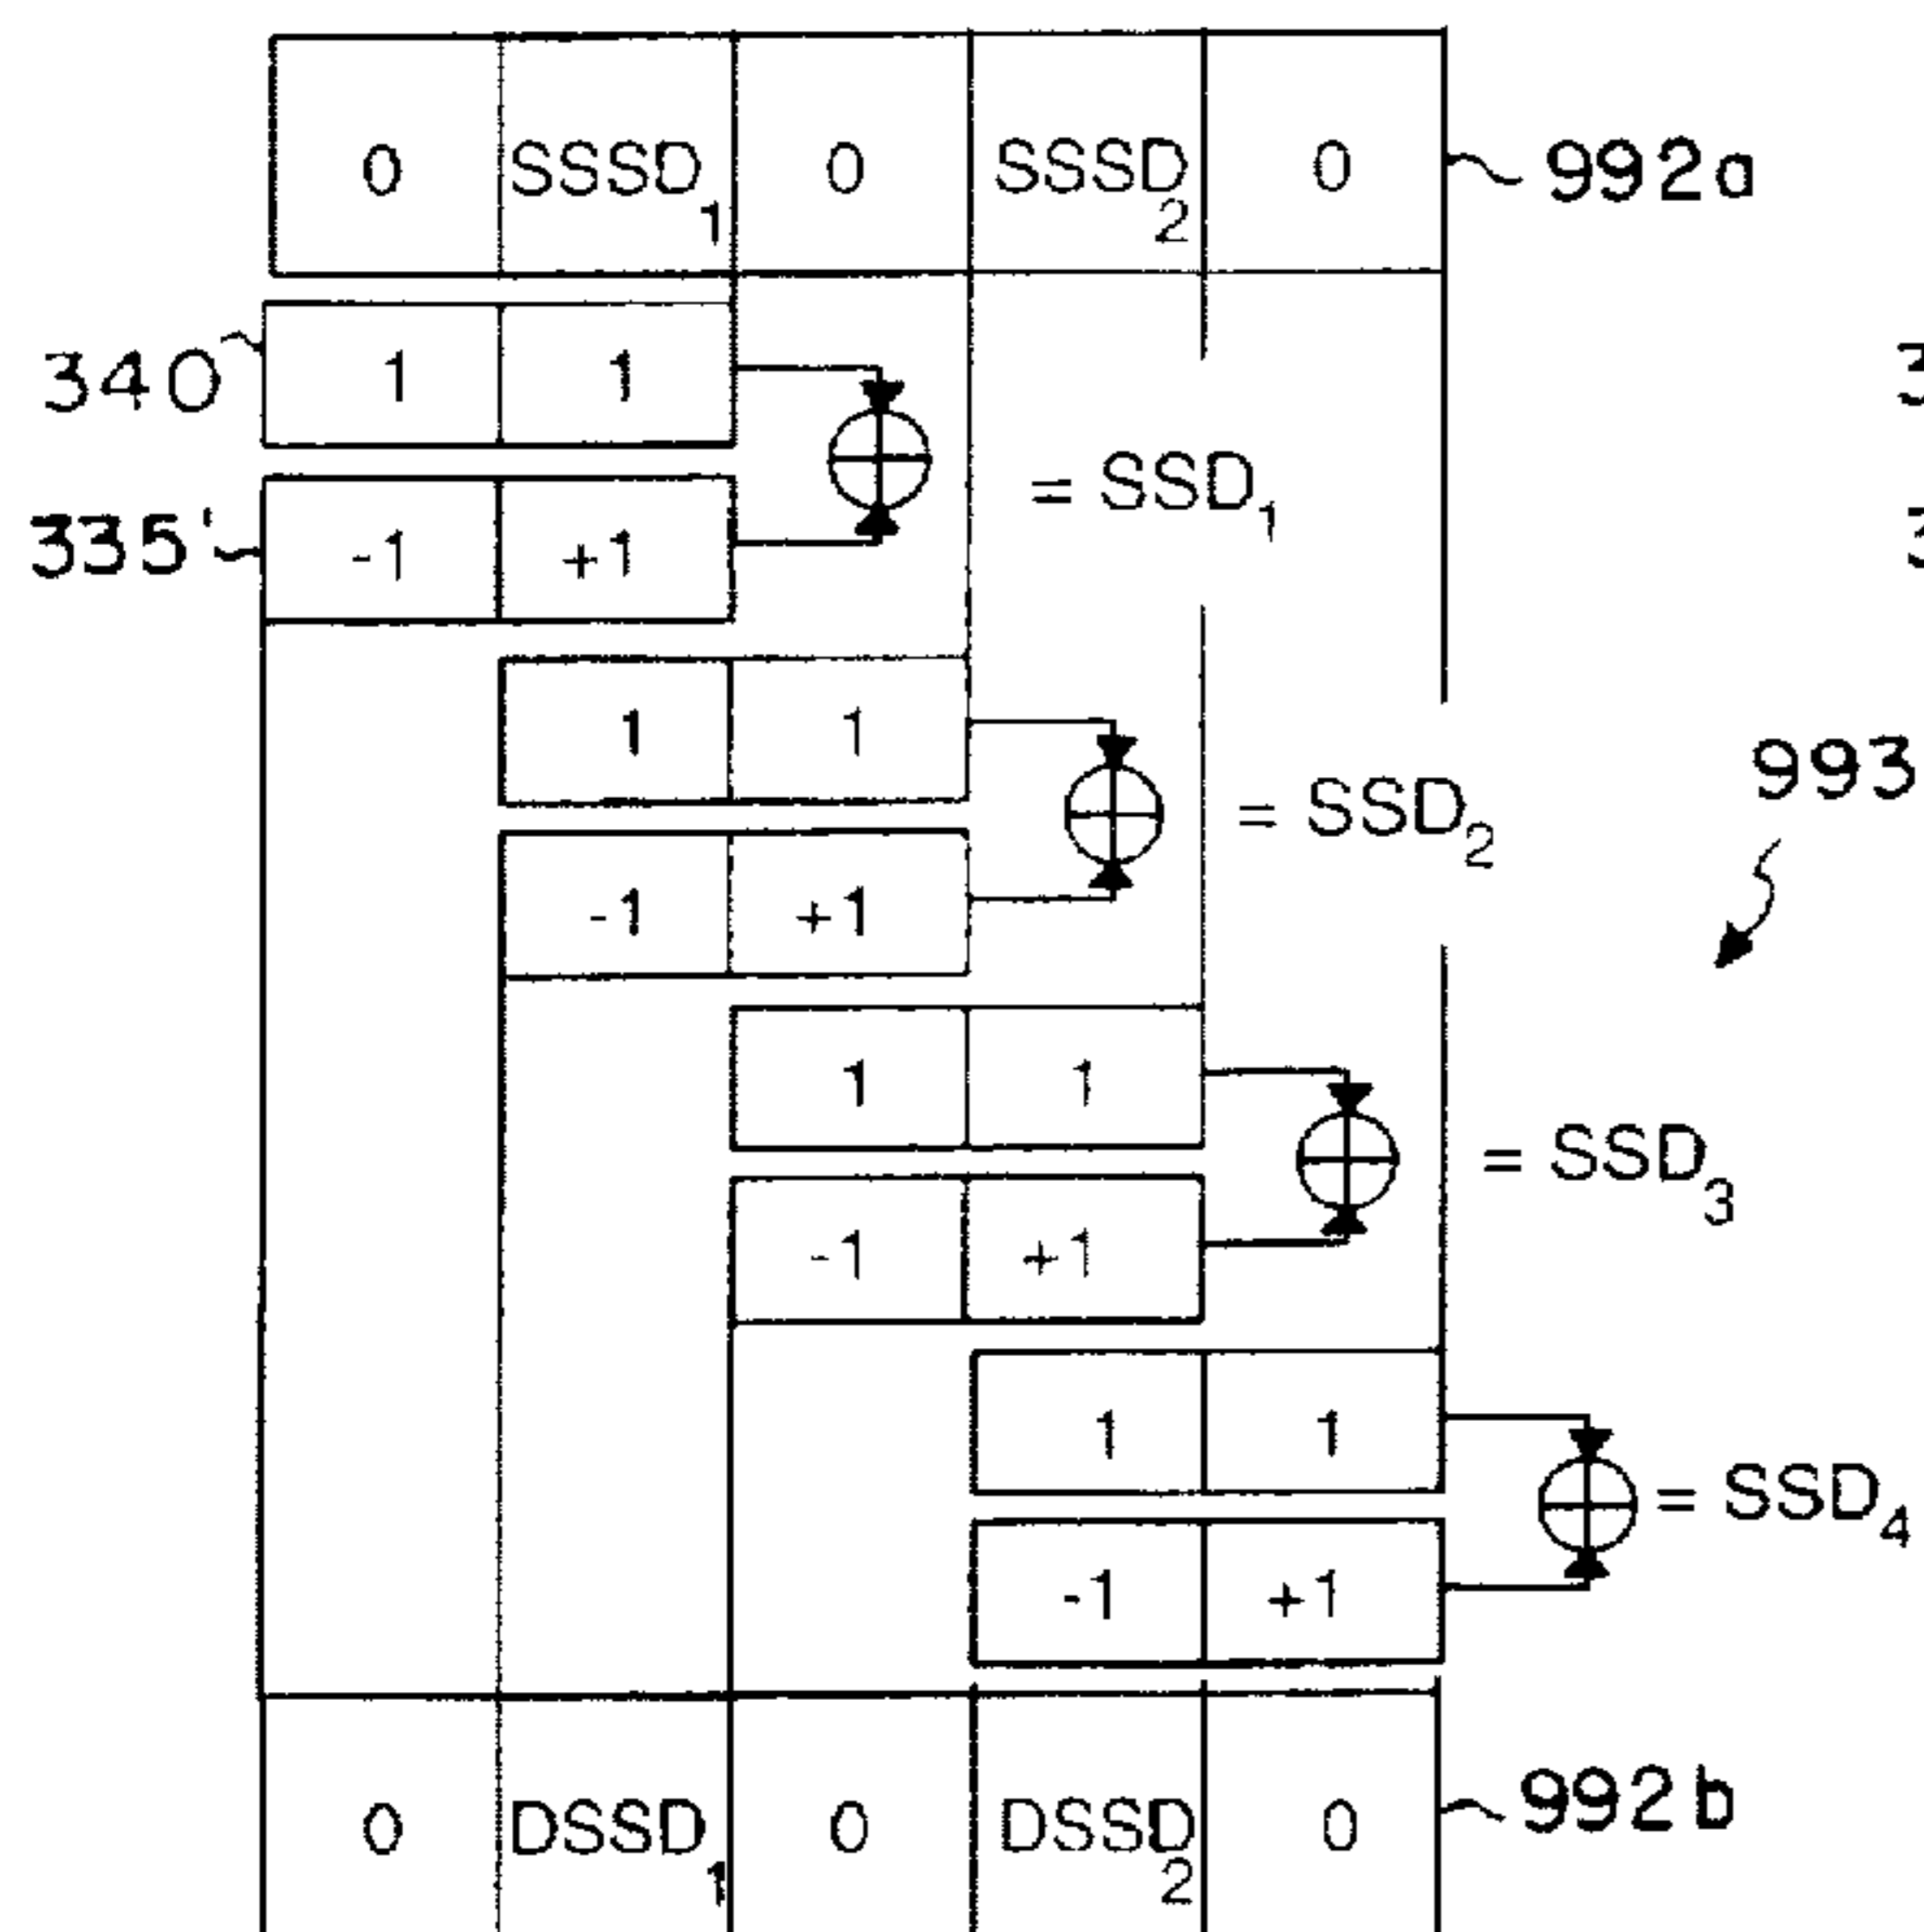 0 SSSD1 0 SSSD2 0 992a
340 1 1
= SSD1
335' -1 +1
1 1
= SSD2
993
-1 +1
1 1
= SSD3
-1 +1
1 1
= SSD4
-1 +1
0 DSSD1 0 DSSD2 0 992b